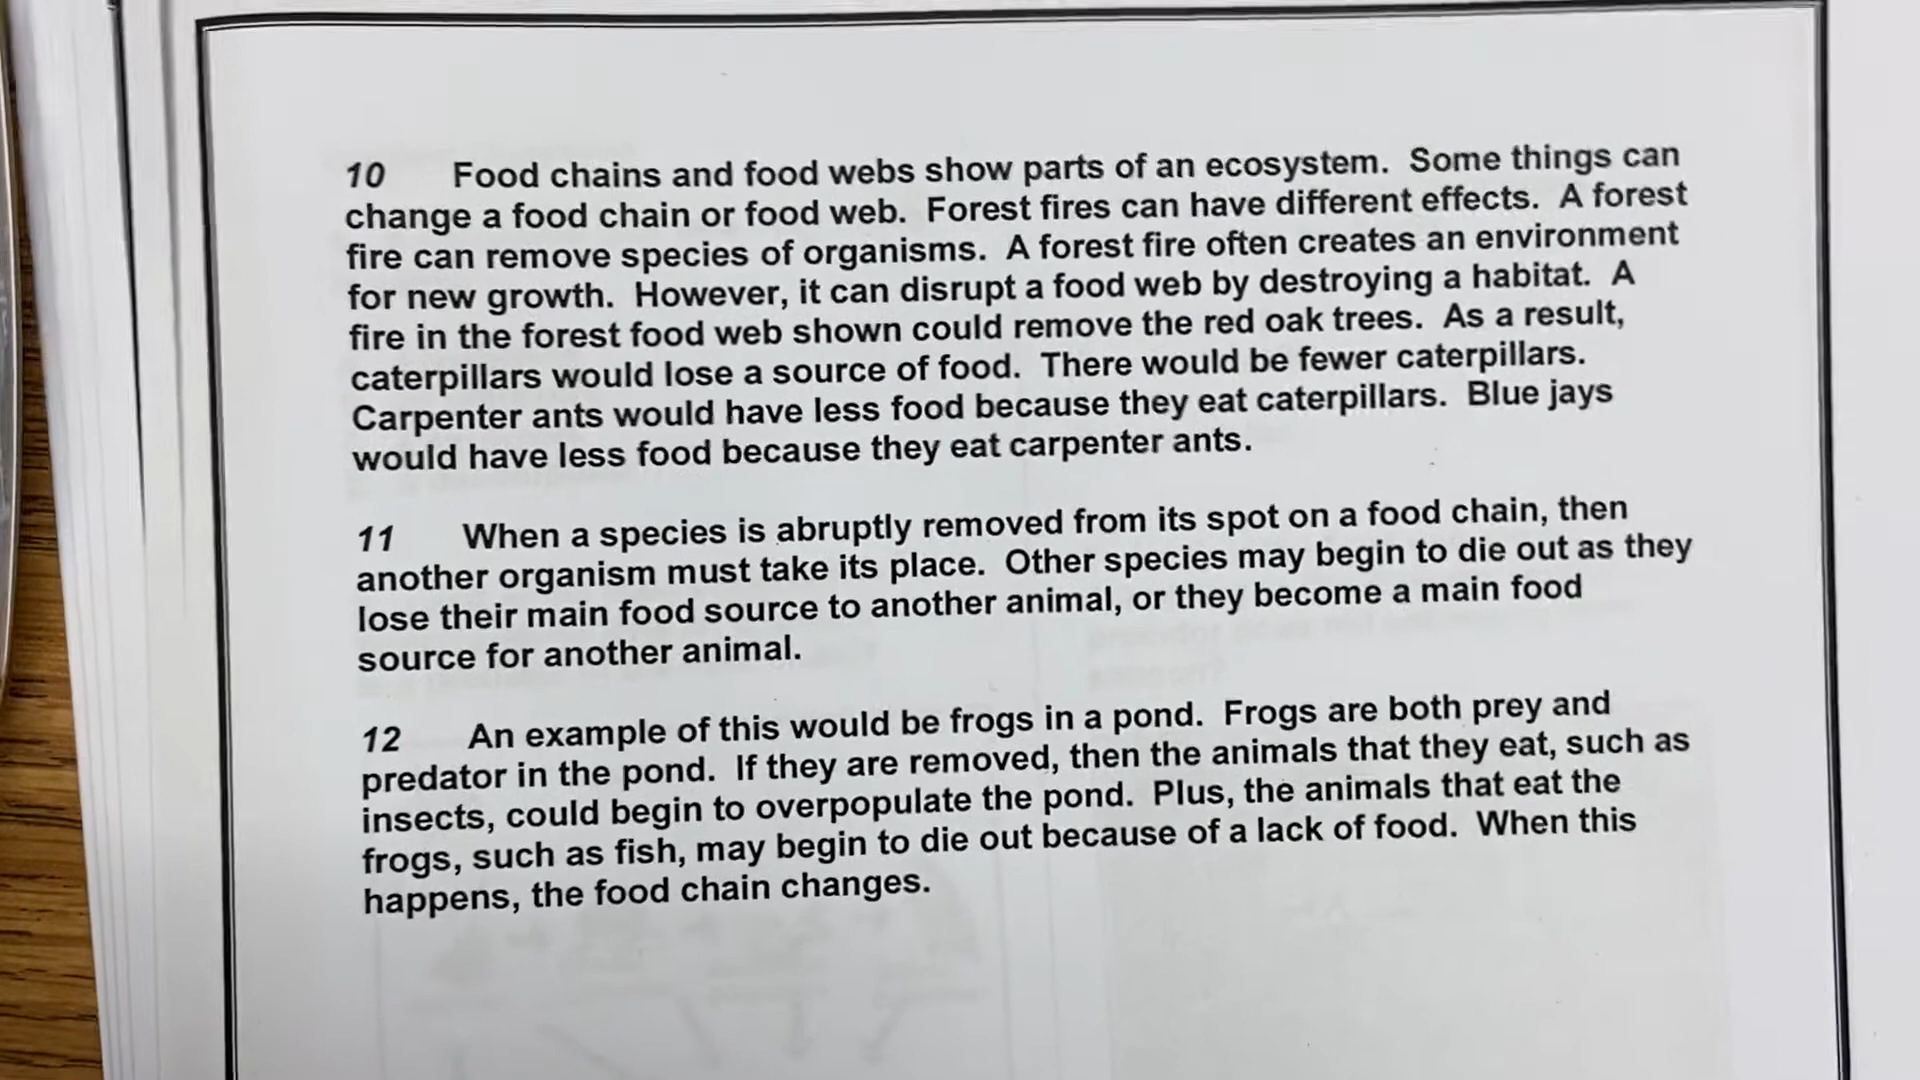 10 Food chains and food webs show parts of an ecosystem. Some things can
change a food chain or food web. Forest fires can have different effects. A forest
fire can remove species of organisms. A forest fire often creates an environment
for new growth. However, it can disrupt a food web by destroying a habitat. A
fire in the forest food web shown could remove the red oak trees. As a result,
caterpillars would lose a source of food. There would be fewer caterpillars.
Carpenter ants would have less food because they eat caterpillars. Blue jays
would have less food because they eat carpenter ants.
11 When a species is abruptly removed from its spot on a food chain, then
another organism must take its place. Other species may begin to die out as they
lose their main food source to another animal, or they become a main food
source for another animal.
12 An example of this would be frogs in a pond. Frogs are both prey and
predator in the pond. If they are removed, then the animals that they eat, such as
insects, could begin to overpopulate the pond. Plus, the animals that eat the
frogs, such as fish, may begin to die out because of a lack of food. When this
happens, the food chain changes.